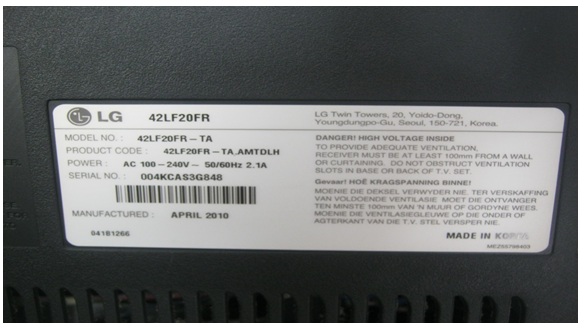 LG 42LF20FR
MODEL NO. : 42LF20FR-TA
PRODUCT CODE : 42LF20FR-TA.AMTDLH
POWER : AC 100-240V~ 50/60Hz 2.1A
SERIAL NO. : 004KCAS3G848
MANUFACTURED : APRIL 2010
04181266
LG Twin Towers, 20, Yoido-Dong,
Youngdungpo-Gu, Seoul, 150-721, Korea.
DANGER! HIGH VOLTAGE INSIDE
TO PROVIDE ADEQUATE VENTILATION,
RECEIVER MUST BE AT LEAST 100mm FROM A WALL
OR CURTAINING. DO NOT OBSTRUCT VENTILATION
SLOTS IN BASE OR BACK OF T.V. SET.
Gevaar! HOË KRAGSPANNING BINNE!
MOENIE DIE DEKSEL VERWYDER NIE. TER VERSKAFFING
VAN VOLDOENDE VENTILASIE MOET DIE ONTVANGER
TEN MINSTE 100mm VAN 'N MUUR OF GORDYNE WEES.
MOENIE DIE VENTILASIEGLEUWE OP DIE ONDER OF
AGTERKANT VAN DIE T.V. STEL VERSPER NIE.
MADE IN KOREA